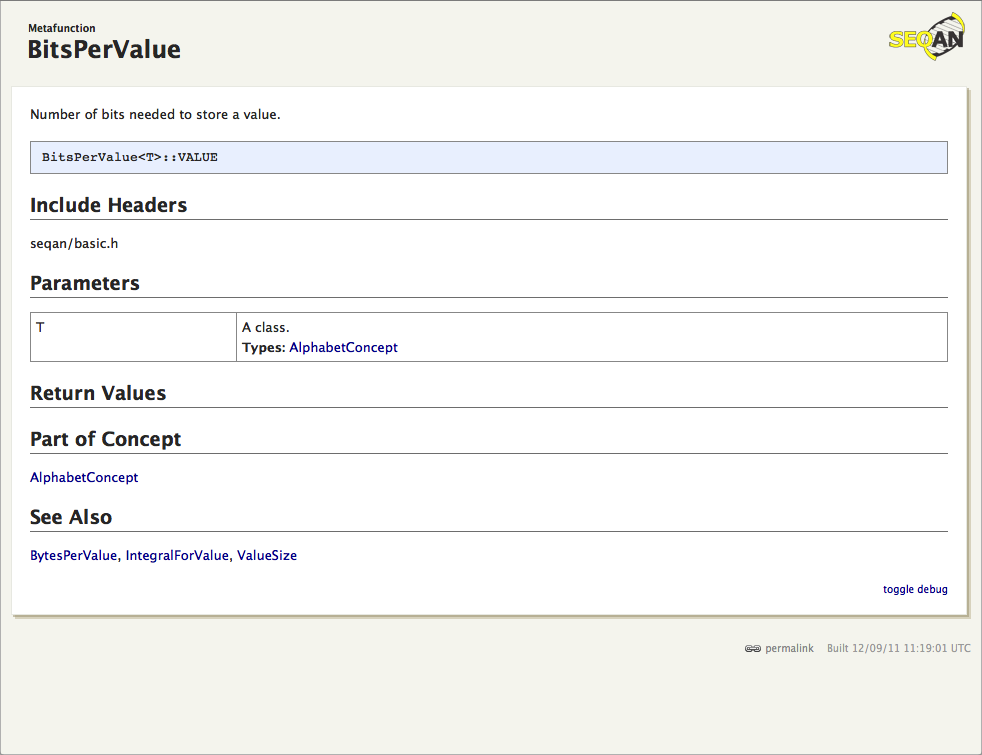 Metafunction
BitsPerValue
SEQAN
Number of bits needed to store a value.
BitsPerValue<T>::VALUE
Include Headers
seqan/basic.h
Parameters
T
A class.
Types: AlphabetConcept
Return Values
Part of Concept
AlphabetConcept
See Also
BytesPerValue, IntegralForValue, ValueSize
toggle debug
permalink Built 12/09/11 11:19:01 UTC